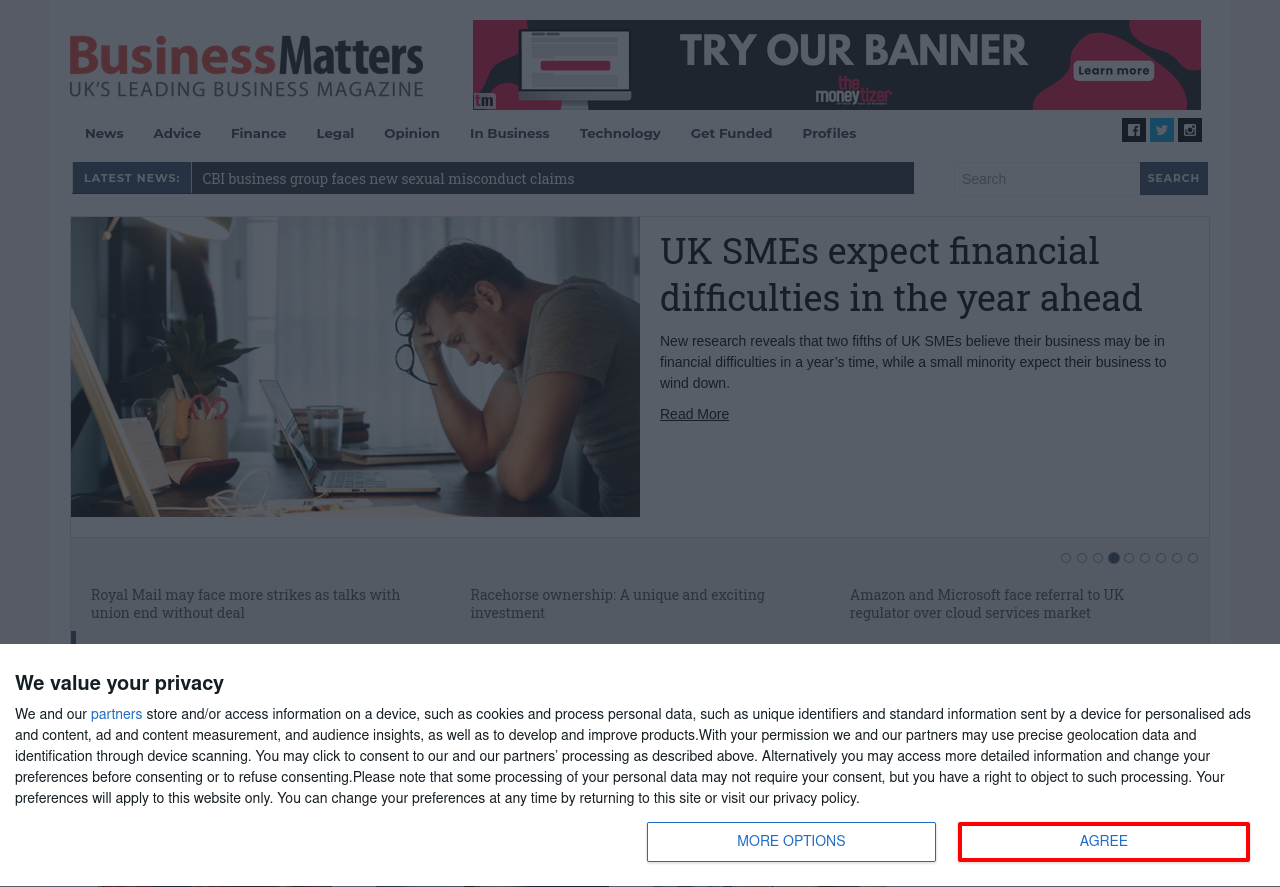 BusinessMatters
UK'S LEADING BUSINESS MAGAZINE
TRY OUR BANNER
Learn more
the
moneytizer
tm
News Advice Finance Legal Opinion In Business Technology Get Funded Profiles
LATEST NEWS: CBI business group faces new sexual misconduct claims
Search SEARCH
UK SMEs expect financial
difficulties in the year ahead
New research reveals that two fifths of UK SMEs believe their business may be in
financial difficulties in a year's time, while a small minority expect their business to
wind down.
Read More
Royal Mail may face more strikes as talks with
union end without deal
Racehorse ownership: A unique and exciting
investment
Amazon and Microsoft face referral to UK
regulator over cloud services market
We value your privacy
We and our partners store and/or access information on a device, such as cookies and process personal data, such as unique identifiers and standard information sent by a device for personalised ads
and content, ad and content measurement, and audience insights, as well as to develop and improve products.With your permission we and our partners may use precise geolocation data and
identification through device scanning. You may click to consent to our and our partners' processing as described above. Alternatively you may access more detailed information and change your
preferences before consenting or to refuse consenting.Please note that some processing of your personal data may not require your consent, but you have a right to object to such processing. Your
preferences will apply to this website only. You can change your preferences at any time by returning to this site or visit our privacy policy.
MORE OPTIONS AGREE